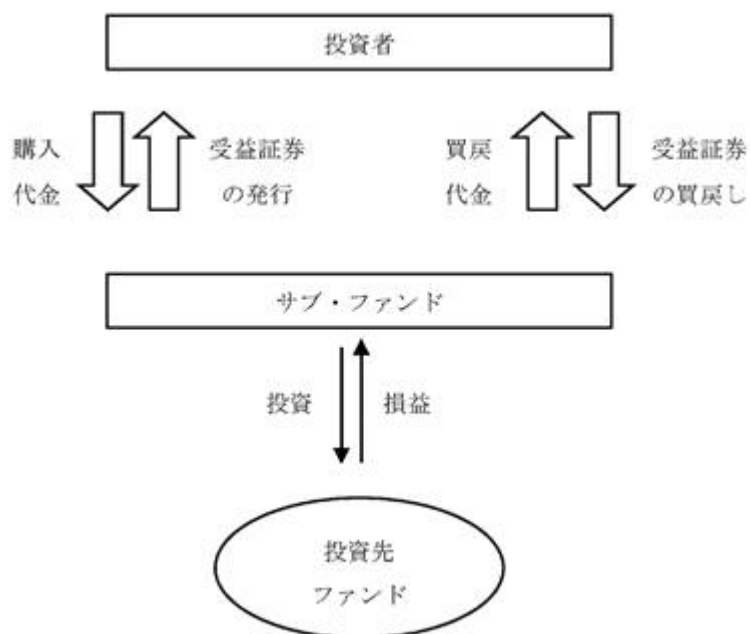 投資者
購入
代金
受益証券
の発行
買戻
代金
受益証券
の買戻し
サブ・ファンド
投資
損益
投資先
ファンド